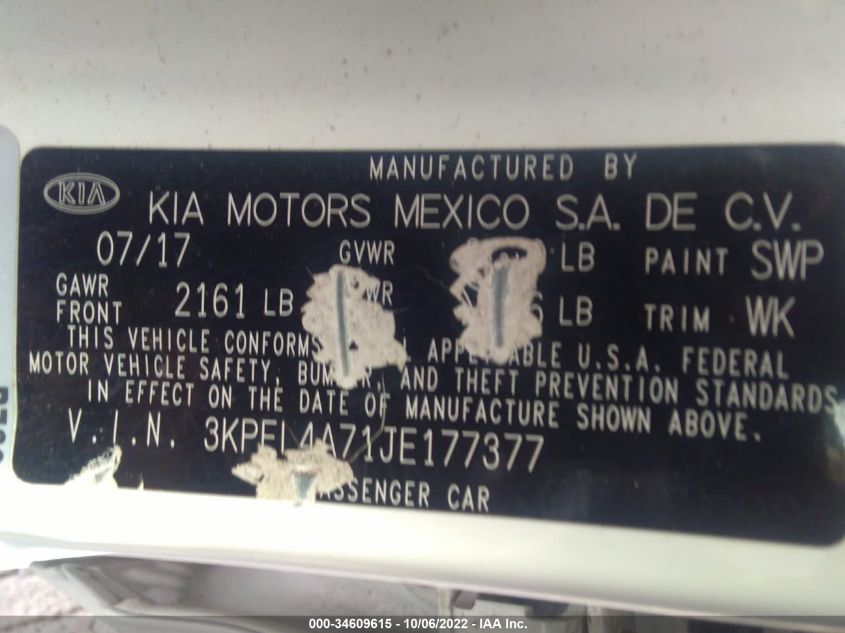 MANUFACTURED BY
KIA
KIA MOTORS MEXICO S.A. DE C.V.
07/17 GVWR LB PAINT SWP
GAWR FRONT 2161 LB LB TRIM WK
THIS VEHICLE CONFORMS U.S.A. FEDERAL
MOTOR VEHICLE SAFETY, AND THEFT PREVENTION STANDARDS
IN EFFECT ON THE DATE OF MANUFACTURE SHOWN ABOVE.
V.I.N. 3KPFL4A71JE177377
PASSENGER CAR
000-34609615 - 10/06/2022 - IAA Inc.